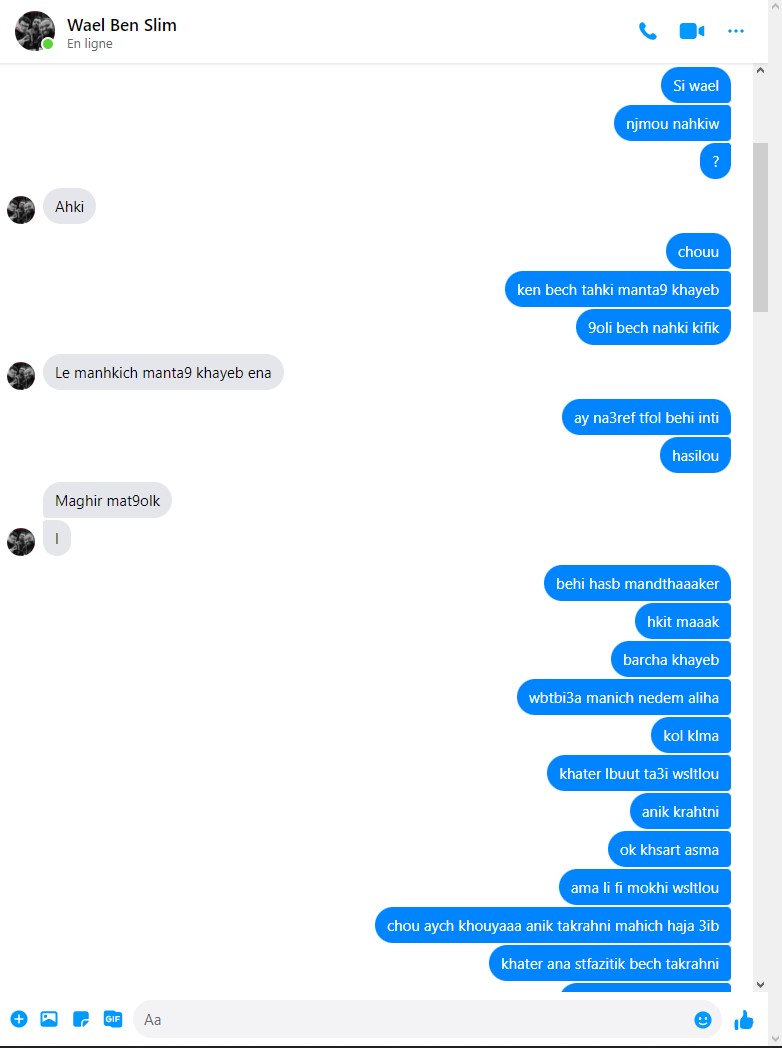 Wael Ben Slim
En ligne
Si wael
njmou nahkiw
?
Ahki
chouu
ken bech tahki manta9 khayeb
9oli bech nahki kifik
Le manhkich manta9 khayeb ena
ay na3ref tfol behi inti
hasilou
Maghir mat9olk
l
behi hasb mandthaaaker
hkit maaak
barcha khayeb
wbtbi3a manich nedem aliha
kol klma
khater lbuut ta3i wsltlou
anik krahtni
ok khsart asma
ama li fi mokhi wsltlou
chou aych khouyaaa anik takrahni mahich haja 3ib
khater ana stfazitik bech takrahni
GIF
Aa